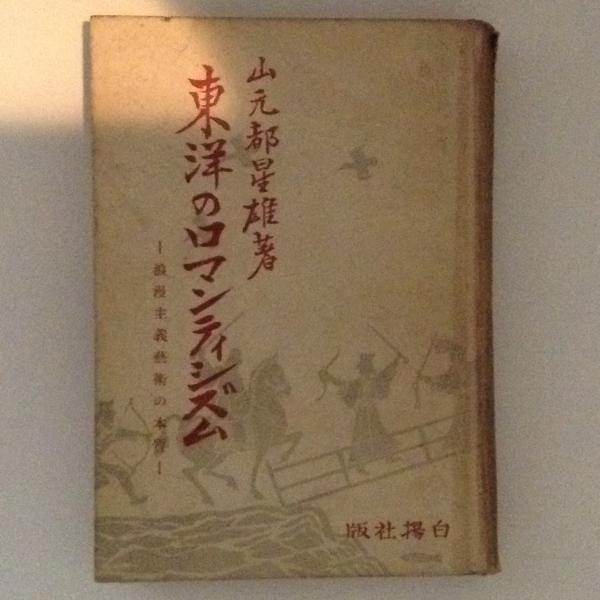 山元都星雄著
東洋のロマンティシズム
―浪漫主義藝術の本質―
版社揚白